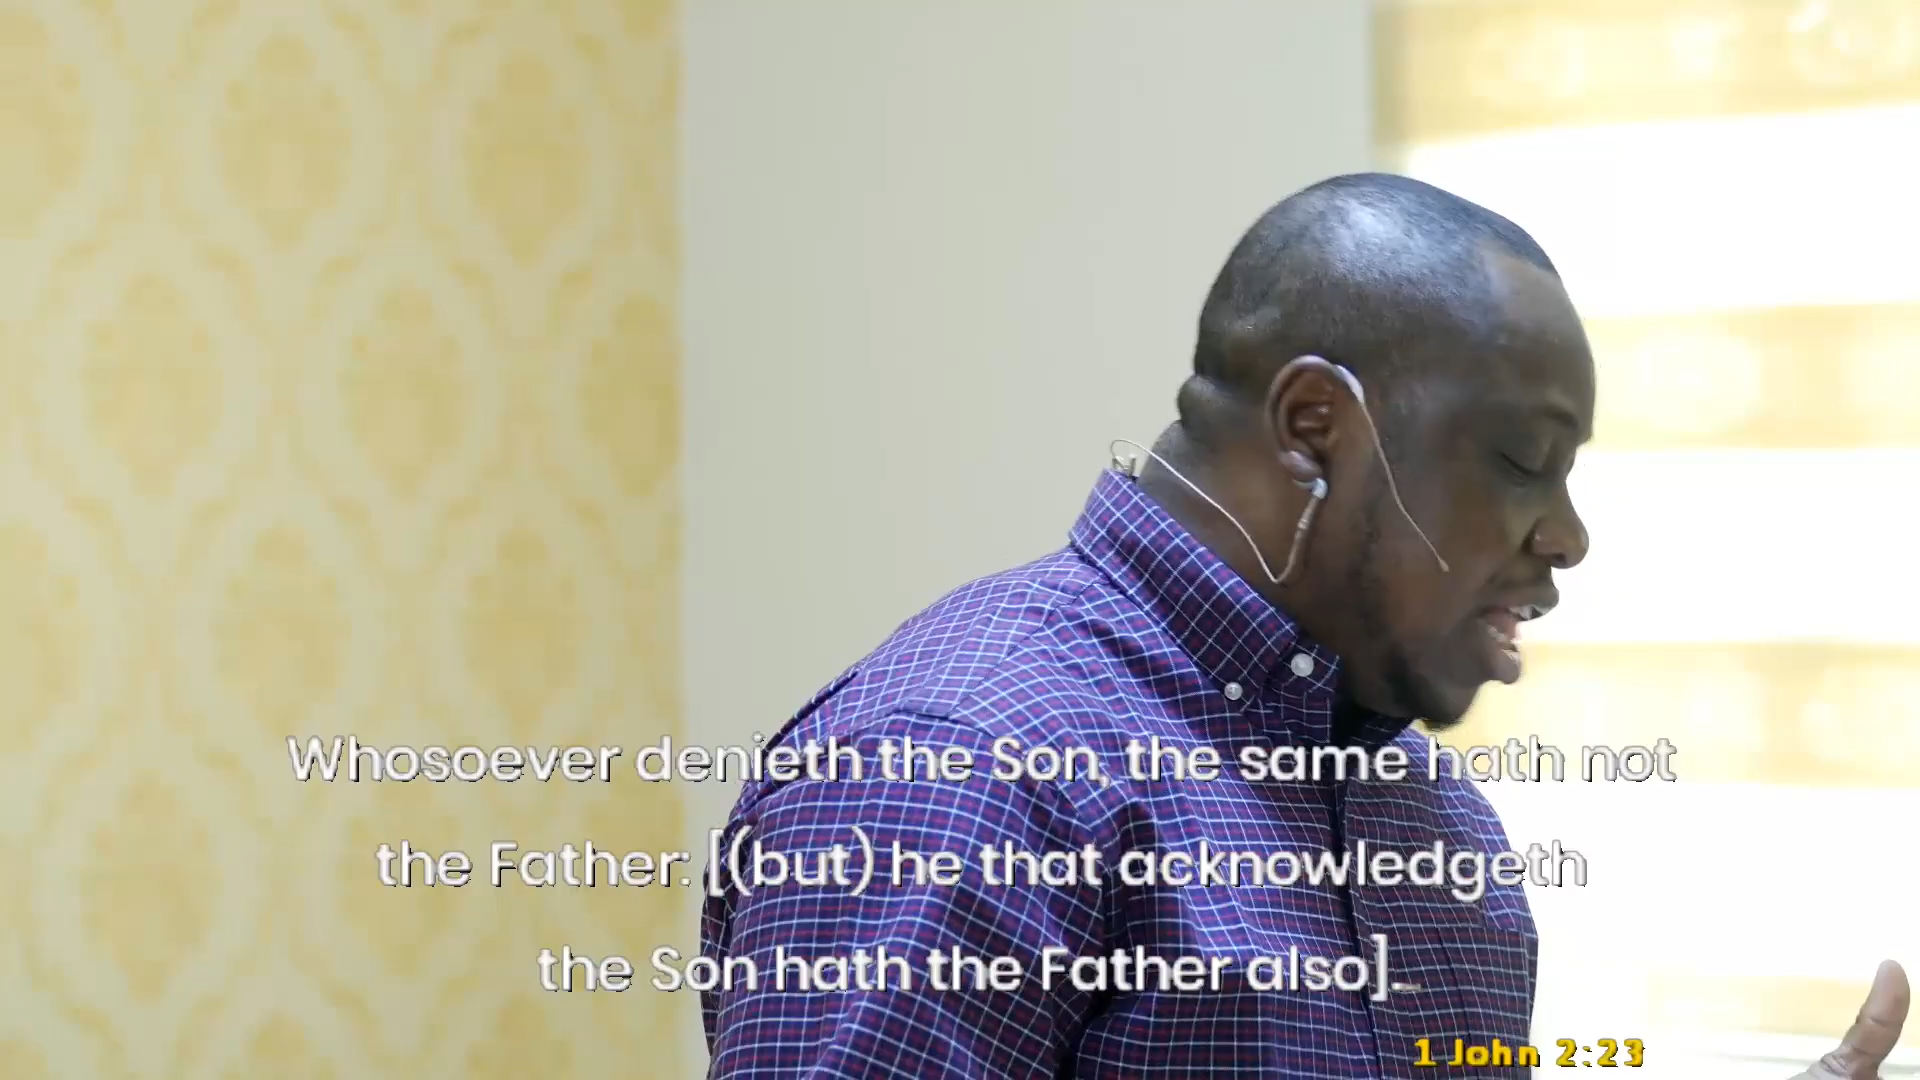 Whosoever denieth the Son, the same hath not
the Father: [(but) he that acknowledgeth
the Son hath the Father also].
1 John 2:23